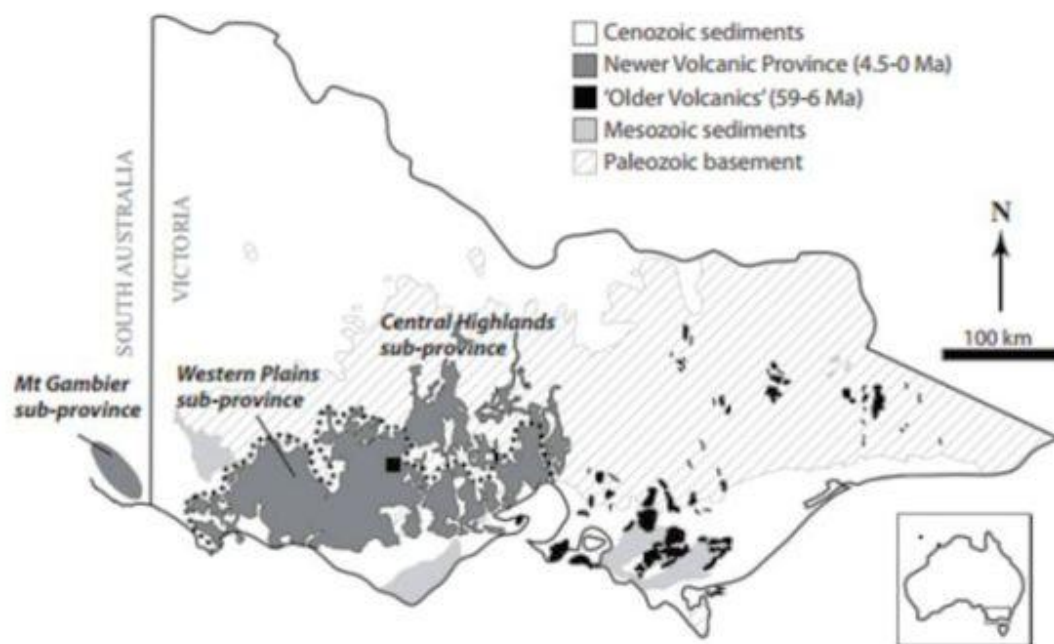 Cenozoic sediments
Newer Volcanic Province (4.5-0 Ma)
'Older Volcanics' (59-6 Ma)
Mesozoic sediments
Paleozoic basement
SOUTH AUSTRALIA
VICTORIA
N
100 km
Central Highlands
sub-province
Western Plains
sub-province
Mt Gambier
sub-province